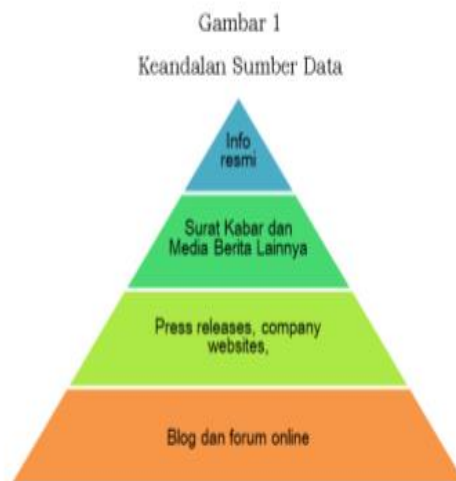 Gambar 1
Keandalan Sumber Data
Info
resmi
Surat Kabar dan
Media Berita Lainnya
Press releases, company
websites,
Blog dan forum online